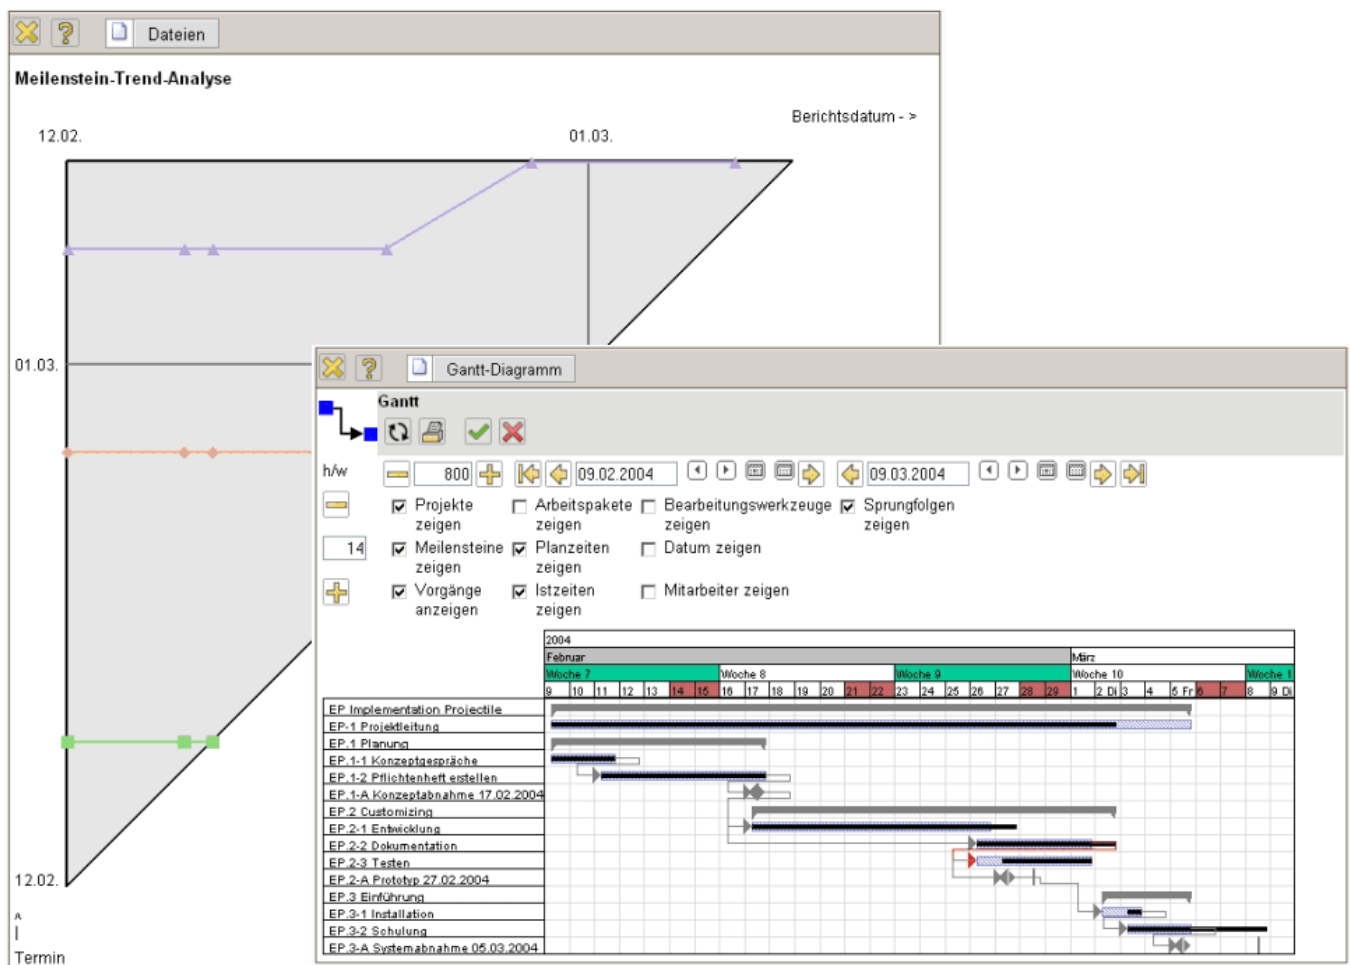 Dateien
Meilenstein-Trend-Analyse
Berichtsdatum - >
12.02.
01.03.
01.03.
12.02.
^
|
Termin
Gantt-Diagramm
Gantt
h/w
800
09.02.2004
09.03.2004
14
Projekte zeigen
Arbeitspakete zeigen
Bearbeitungswerkzeuge zeigen
Sprungfolgen zeigen
Meilensteine zeigen
Planzeiten zeigen
Datum zeigen
Vorgänge anzeigen
Istzeiten zeigen
Mitarbeiter zeigen
2004
Februar März
Woche 7 Woche 8 Woche 9 Woche 10 Woche 1
9 10 11 12 13 14 15 16 17 18 19 20 21 22 23 24 25 26 27 28 29 1 2 Di 3 4 5 Fr 6 7 8 9 Di
EP Implementation Projectile
EP-1 Projektleitung
EP.1 Planung
EP.1-1 Konzeptgespräche
EP.1-2 Pflichtenheft erstellen
EP.1-A Konzeptabnahme 17.02.2004
EP.2 Customizing
EP.2-1 Entwicklung
EP.2-2 Dokumentation
EP.2-3 Testen
EP.2-A Prototyp 27.02.2004
EP.3 Einführung
EP.3-1 Installation
EP.3-2 Schulung
EP.3-A Systemabnahme 05.03.2004